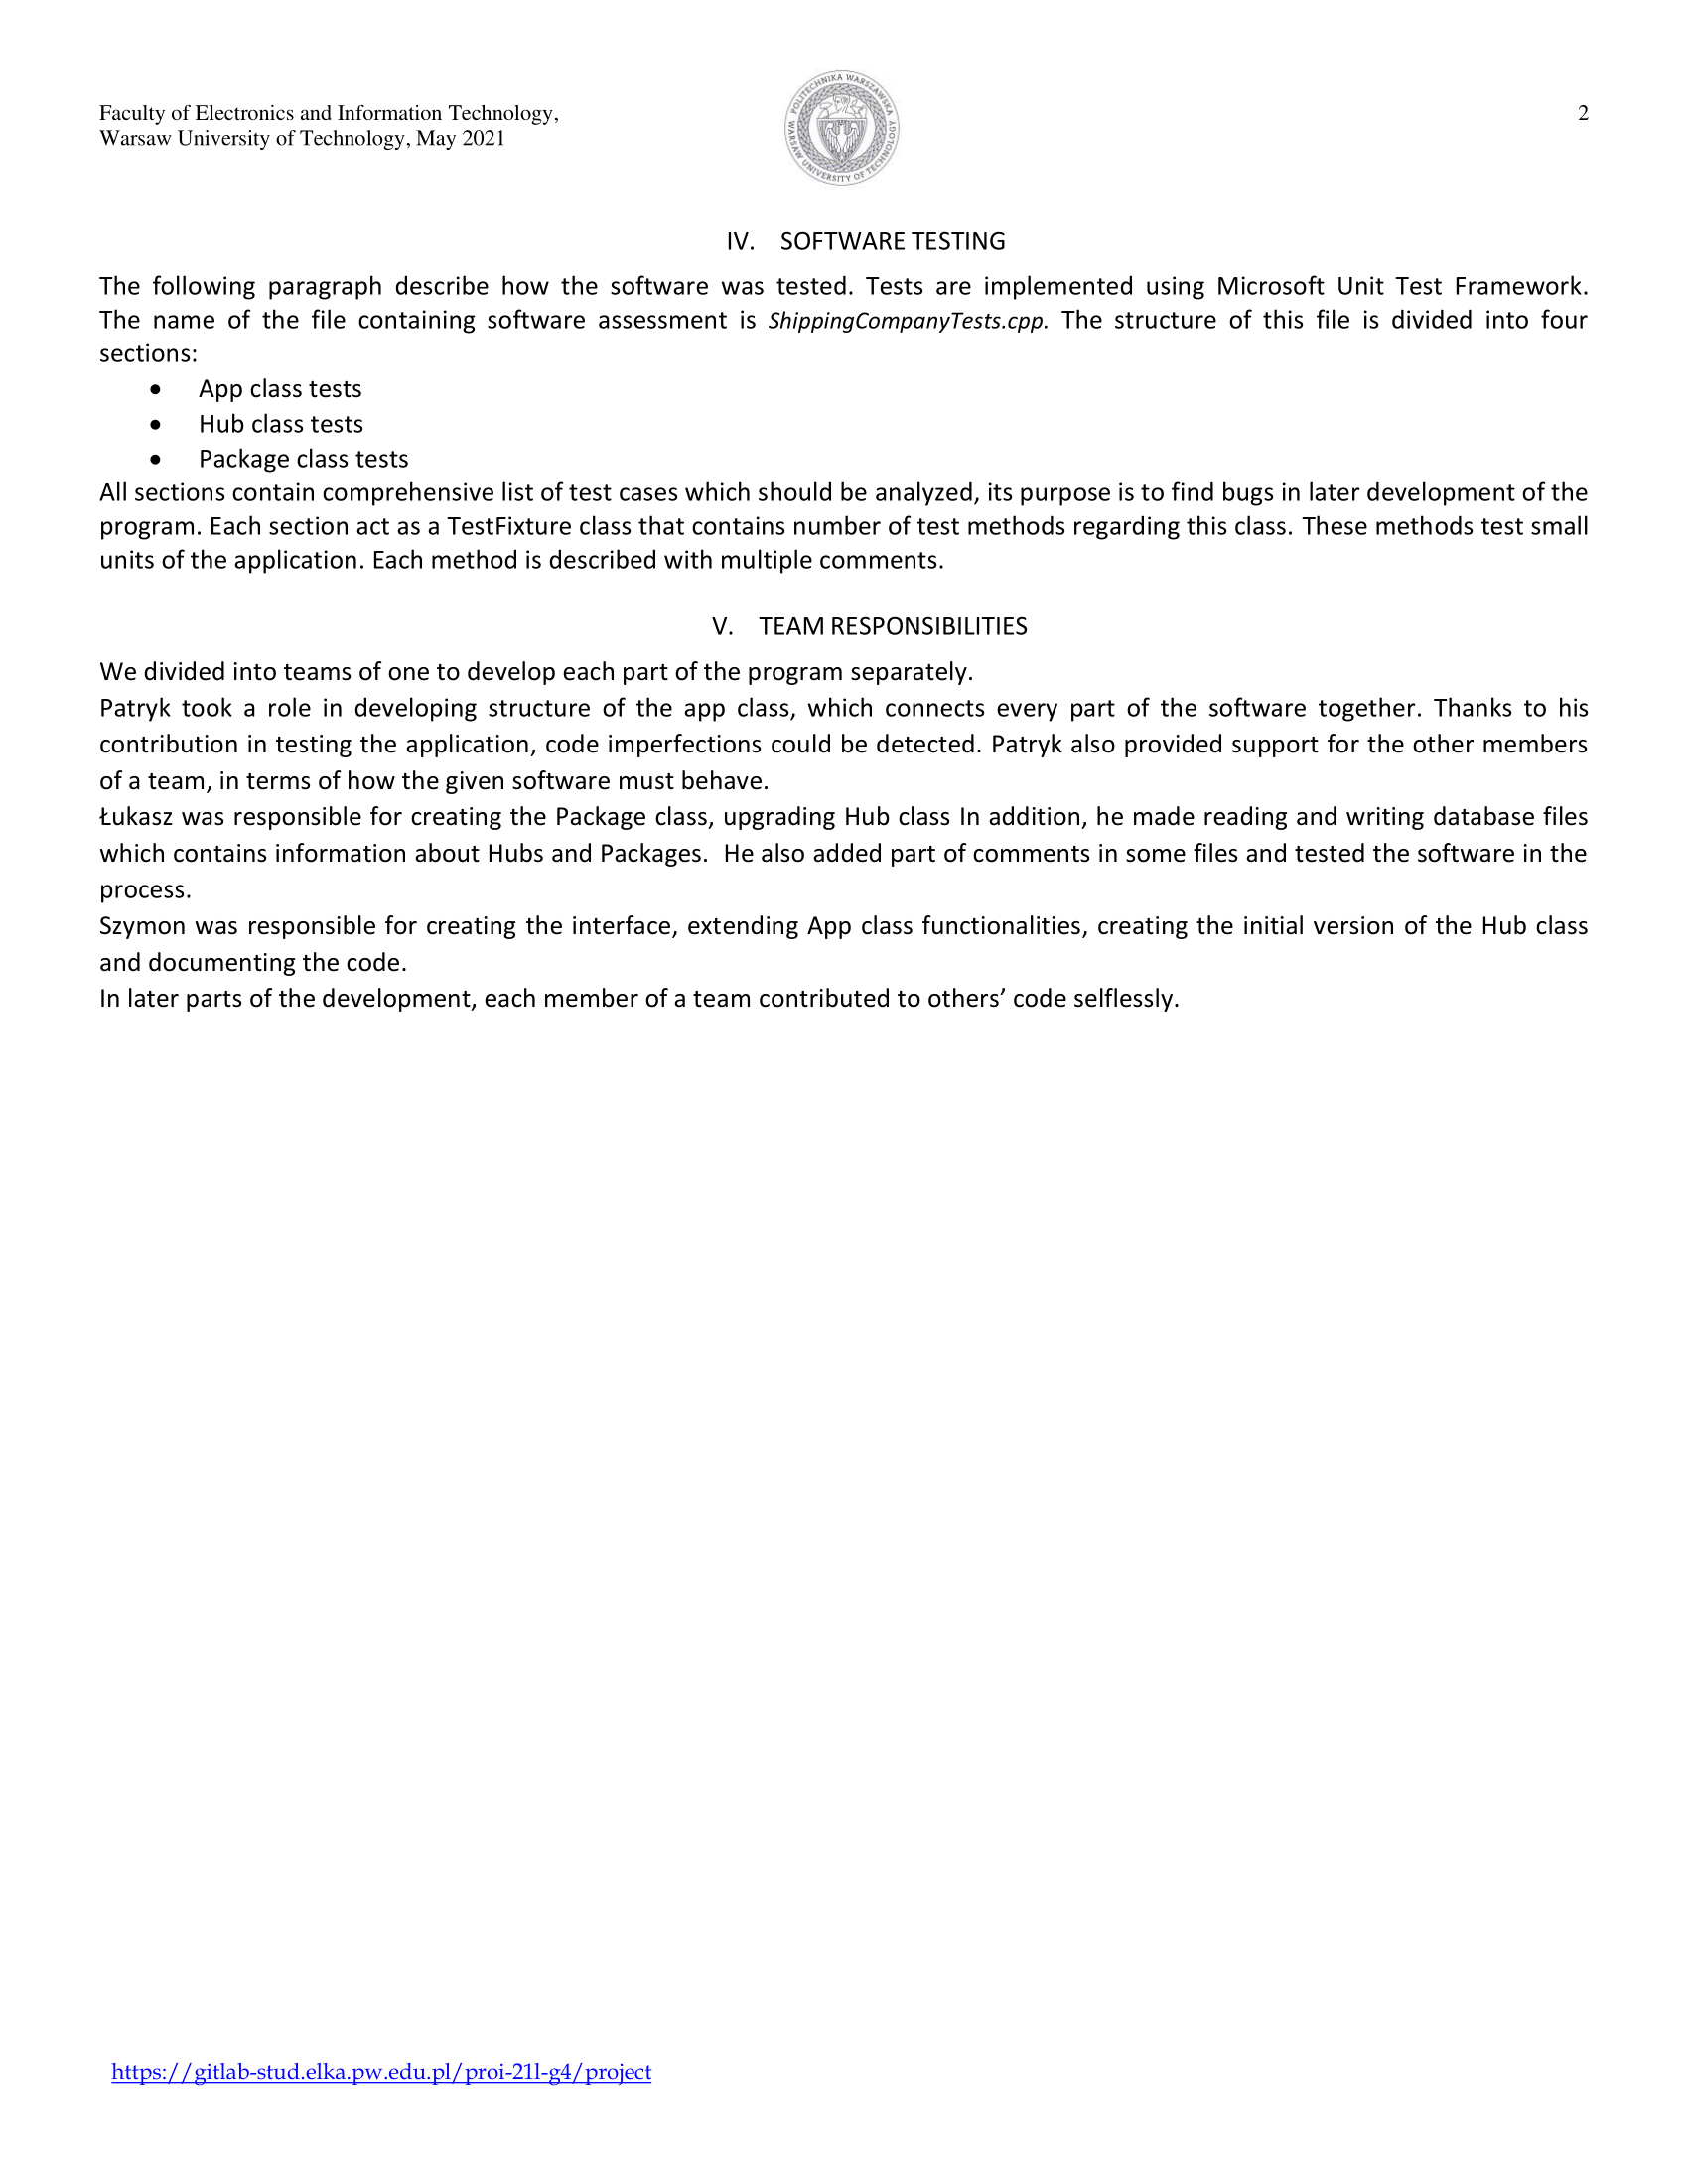 Faculty of Electronics and Information Technology,
Warsaw University of Technology, May 2021
POLITECHNIKA WARSZAWSKA
WARSAW UNIVERSITY OF TECHNOLOGY
2
IV. SOFTWARE TESTING
The following paragraph describe how the software was tested. Tests are implemented using Microsoft Unit Test Framework.
The name of the file containing software assessment is ShippingCompanyTests.cpp. The structure of this file is divided into four
sections:
• App class tests
• Hub class tests
• Package class tests
All sections contain comprehensive list of test cases which should be analyzed, its purpose is to find bugs in later development of the
program. Each section act as a TestFixture class that contains number of test methods regarding this class. These methods test small
units of the application. Each method is described with multiple comments.
V. TEAM RESPONSIBILITIES
We divided into teams of one to develop each part of the program separately.
Patryk took a role in developing structure of the app class, which connects every part of the software together. Thanks to his
contribution in testing the application, code imperfections could be detected. Patryk also provided support for the other members
of a team, in terms of how the given software must behave.
Łukasz was responsible for creating the Package class, upgrading Hub class In addition, he made reading and writing database files
which contains information about Hubs and Packages. He also added part of comments in some files and tested the software in the
process.
Szymon was responsible for creating the interface, extending App class functionalities, creating the initial version of the Hub class
and documenting the code.
In later parts of the development, each member of a team contributed to others’ code selflessly.
https://gitlab-stud.elka.pw.edu.pl/proi-21l-g4/project